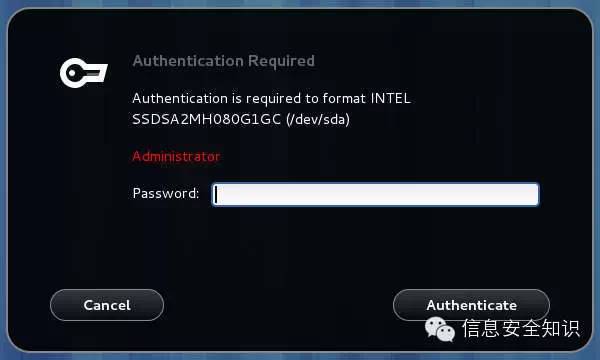 Authentication Required
Authentication is required to format INTEL
SSDSA2MH080G1GC (/dev/sda)
Administrator
Password:
Cancel
Authenticate
信息安全知识